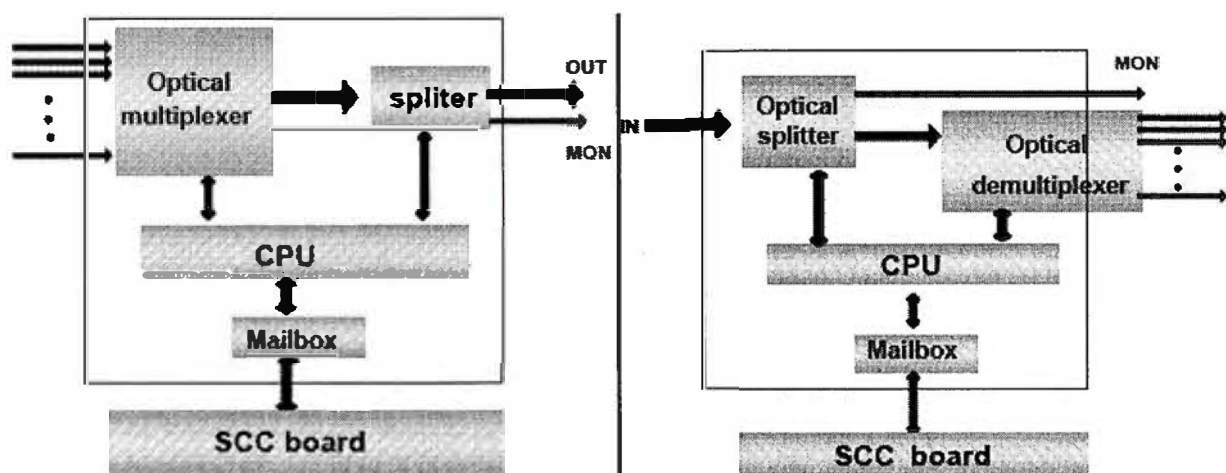 Optical
multiplexer
spliter
OUT
MON
CPU
Mailbox
SCC board
IN
Optical
splitter
MON
Optical
demultiplexer
CPU
Mailbox
SCC board